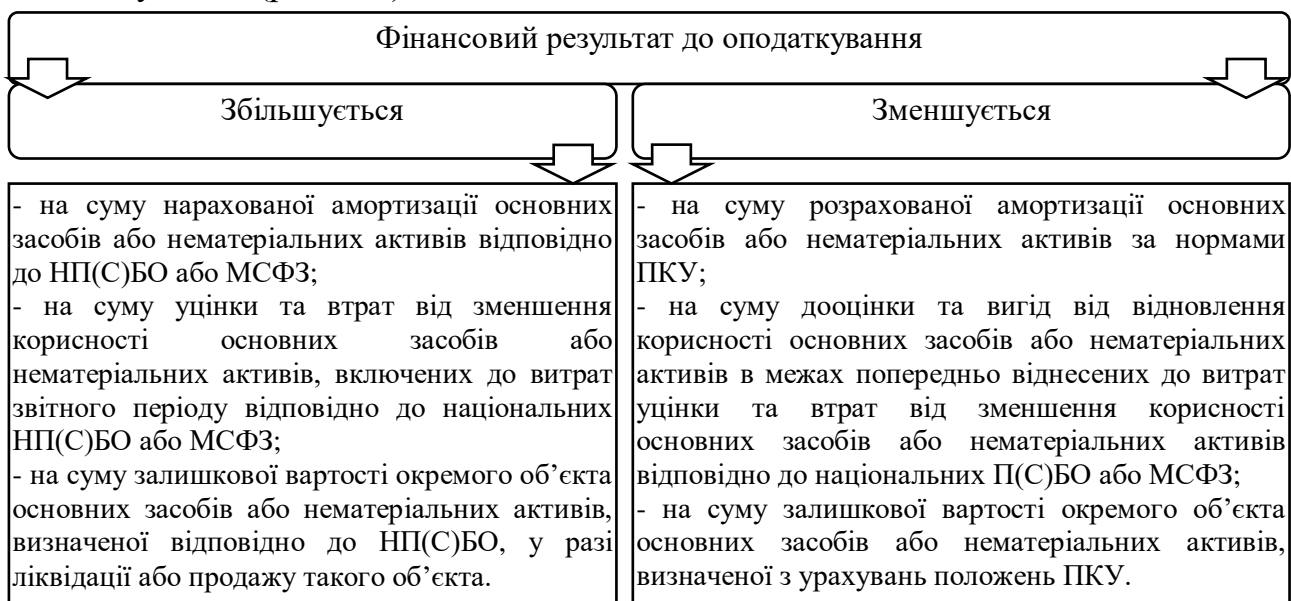 Фінансовий результат до оподаткування
Збільшується
Зменшується
- на суму нарахованої амортизації основних
засобів або нематеріальних активів відповідно
до НП(С)БО або МСФЗ;
- на суму уцінки та втрат від зменшення
корисності основних засобів або
нематеріальних активів, включених до витрат
звітного періоду відповідно до національних
НП(С)БО або МСФЗ;
- на суму залишкової вартості окремого об’єкта
основних засобів або нематеріальних активів,
визначеної відповідно до НП(С)БО, у разі
ліквідації або продажу такого об’єкта.
- на суму розрахованої амортизації основних
засобів або нематеріальних активів за нормами
ПКУ;
- на суму дооцінки та вигід від відновлення
корисності основних засобів або нематеріальних
активів в межах попередньо віднесених до витрат
уцінки та втрат від зменшення корисності
основних засобів або нематеріальних активів
відповідно до національних П(С)БО або МСФЗ;
- на суму залишкової вартості окремого об’єкта
основних засобів або нематеріальних активів,
визначеної з урахувань положень ПКУ.